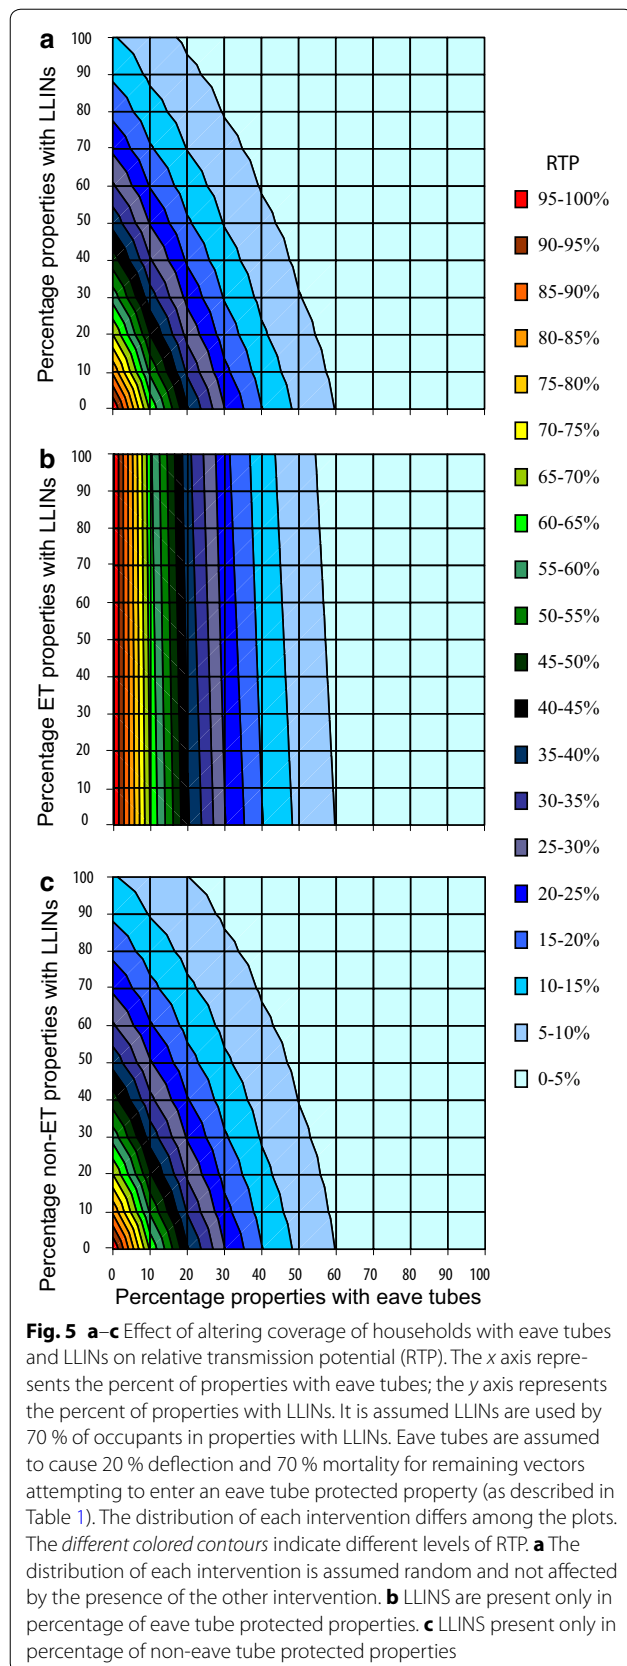 a
Percentage properties with LLINs
100
90
80
70
60
50
40
30
20
10
0
b
Percentage ET properties with LLINs
100
90
80
70
60
50
40
30
20
10
0
c
Percentage non-ET properties with LLINs
100
90
80
70
60
50
40
30
20
10
0
0 10 20 30 40 50 60 70 80 90 100
Percentage properties with eave tubes
RTP
95-100%
90-95%
85-90%
80-85%
75-80%
70-75%
65-70%
60-65%
55-60%
50-55%
45-50%
40-45%
35-40%
30-35%
25-30%
20-25%
15-20%
10-15%
5-10%
0-5%
Fig. 5 a–c Effect of altering coverage of households with eave tubes
and LLINs on relative transmission potential (RTP). The x axis repre-
sents the percent of properties with eave tubes; the y axis represents
the percent of properties with LLINs. It is assumed LLINs are used by
70 % of occupants in properties with LLINs. Eave tubes are assumed
to cause 20 % deflection and 70 % mortality for remaining vectors
attempting to enter an eave tube protected property (as described in
Table 1). The distribution of each intervention differs among the plots.
The different colored contours indicate different levels of RTP. a The
distribution of each intervention is assumed random and not affected
by the presence of the other intervention. b LLINS are present only in
percentage of eave tube protected properties. c LLINS present only in
percentage of non-eave tube protected properties